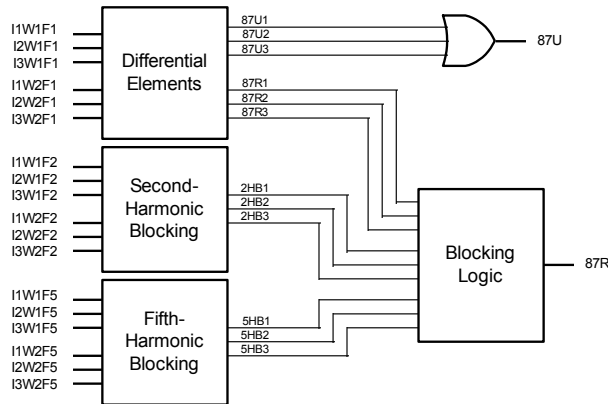 I1W1F1
I2W1F1
I3W1F1
I1W2F1
I2W2F1
I3W2F1
Differential
Elements
87U1
87U2
87U3
87R1
87R2
87R3
87U
I1W1F2
I2W1F2
I3W1F2
I1W2F2
I2W2F2
I3W2F2
Second-
Harmonic
Blocking
2HB1
2HB2
2HB3
Blocking
Logic
87R
I1W1F5
I2W1F5
I3W1F5
I1W2F5
I2W2F5
I3W2F5
Fifth-
Harmonic
Blocking
5HB1
5HB2
5HB3